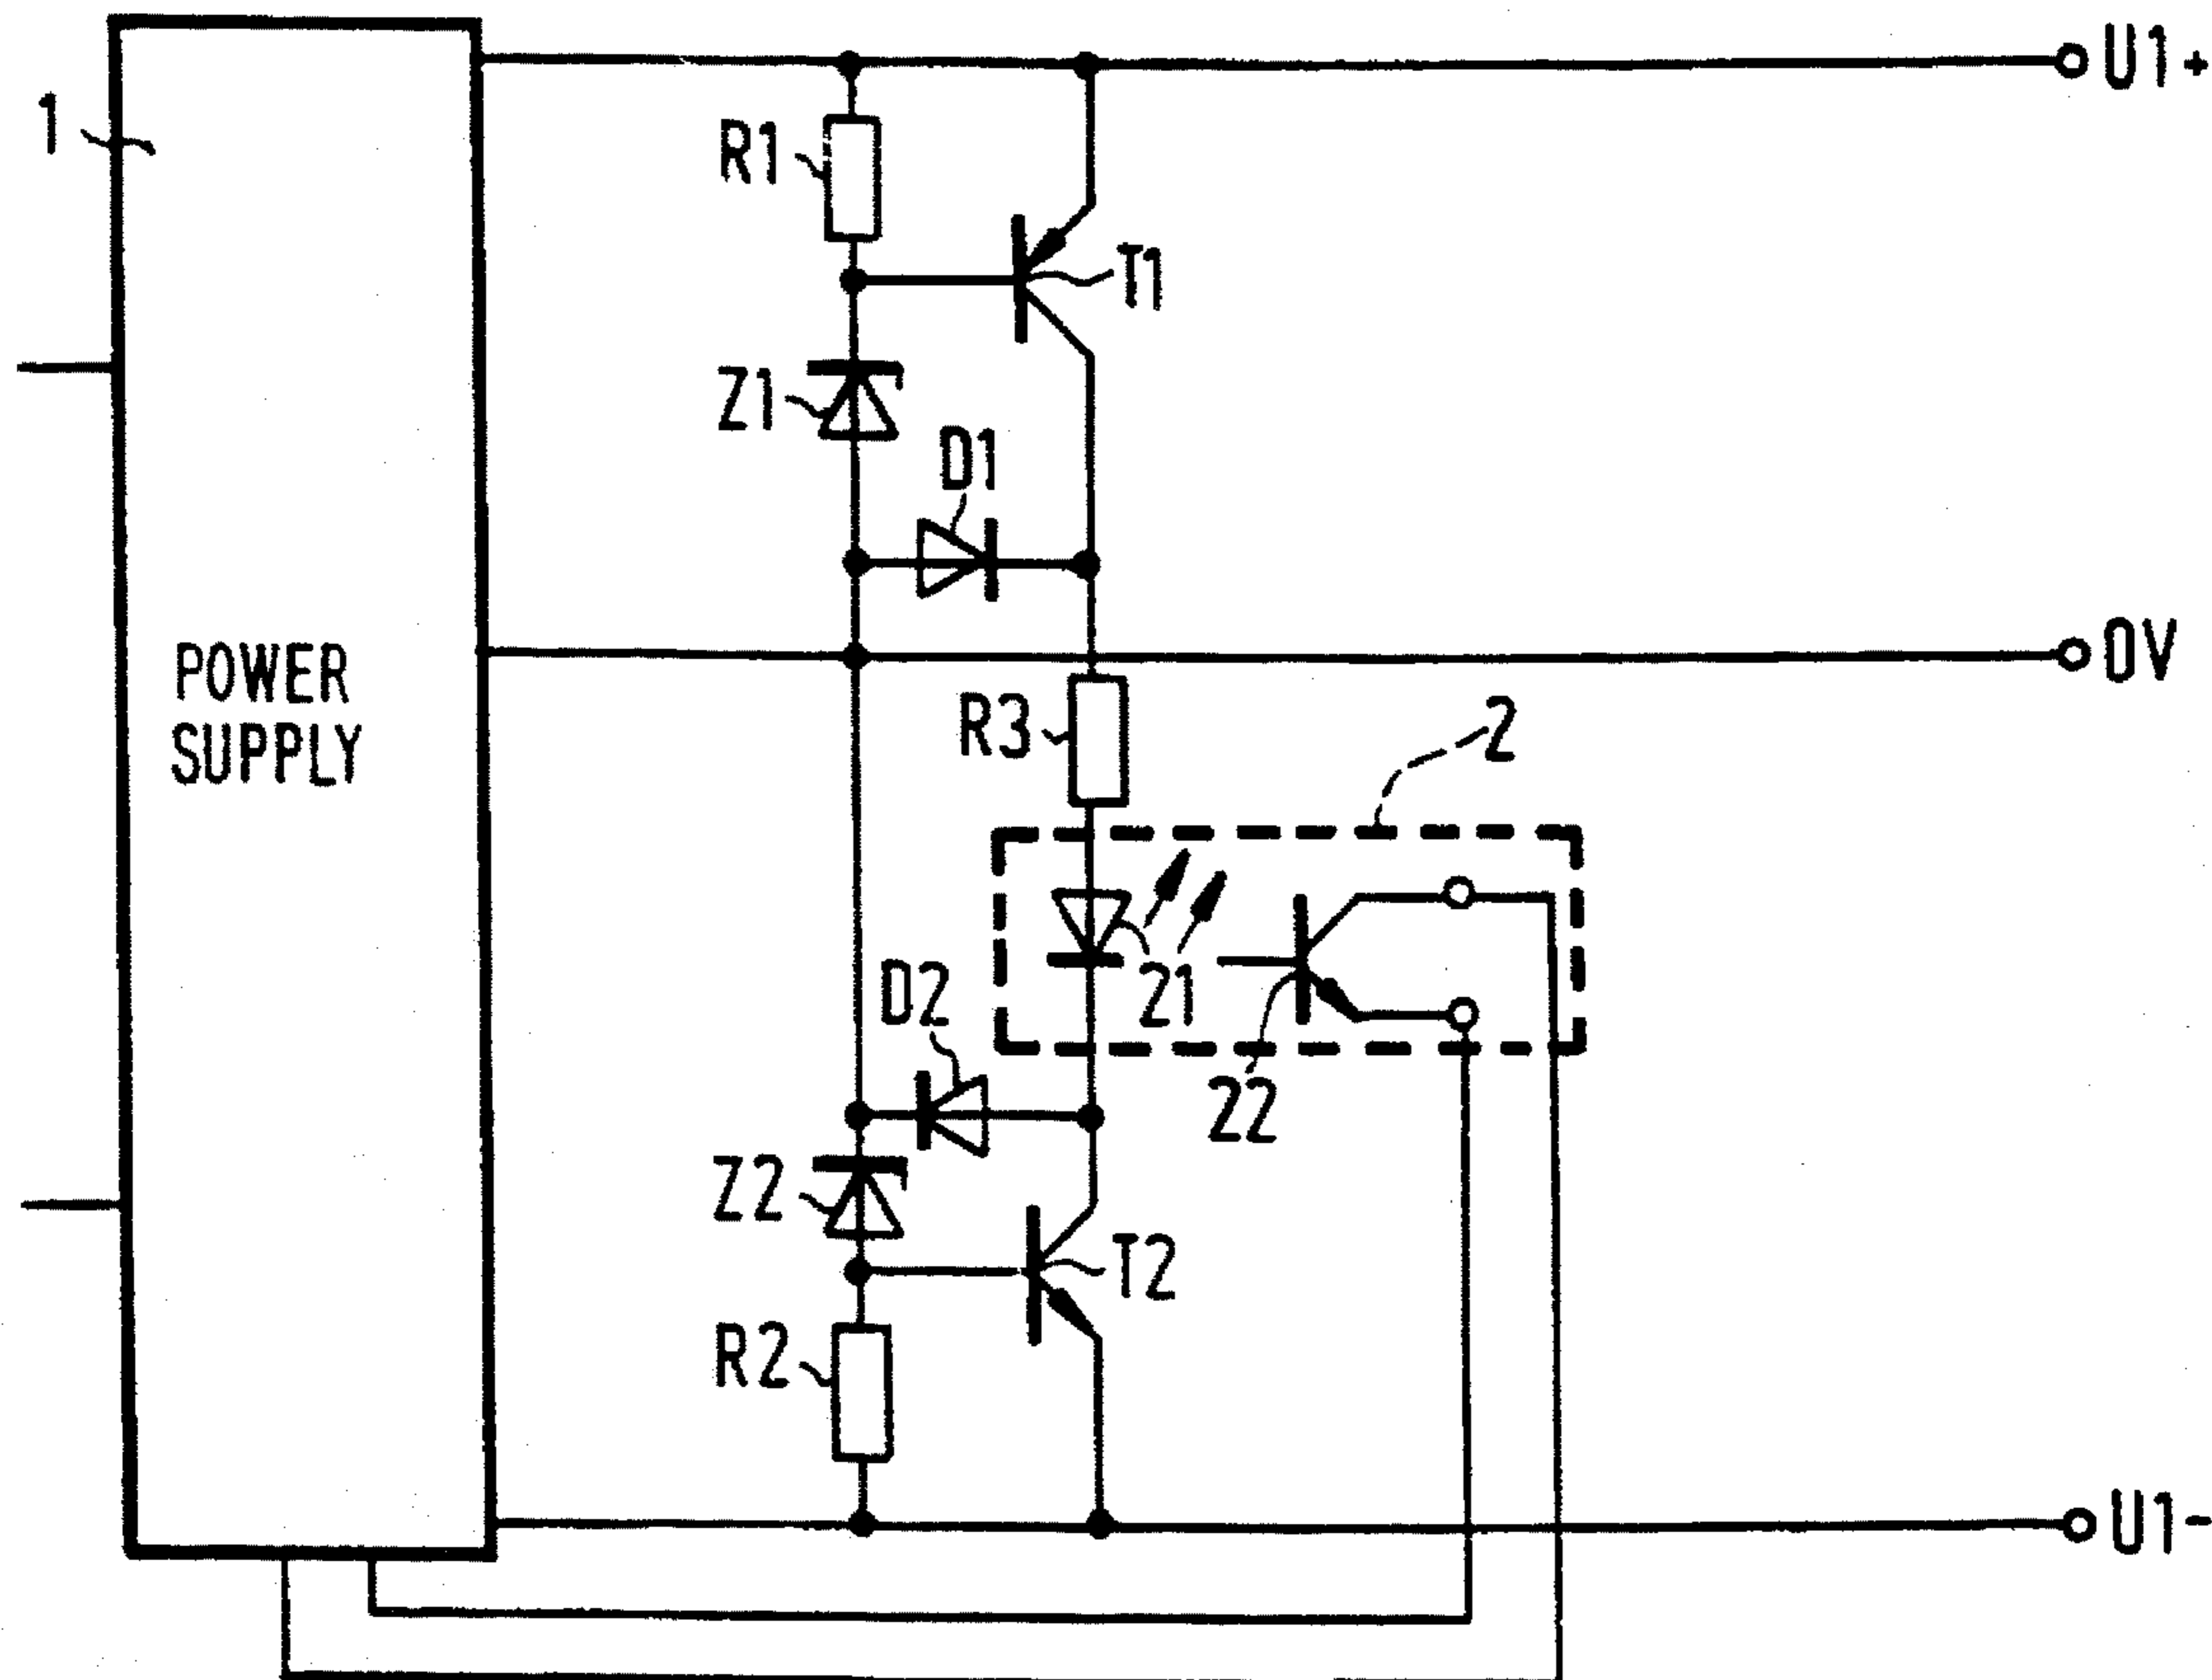 U1+
1
R1
T1
Z1
D1
0V
POWER
SUPPLY
R3
2
21
D2
22
Z2
T2
R2
U1-